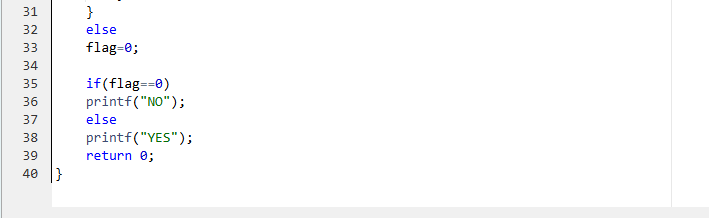 31 }
32 else
33 flag=0;
34
35 if(flag==0)
36 printf("NO");
37 else
38 printf("YES");
39 return 0;
40 }